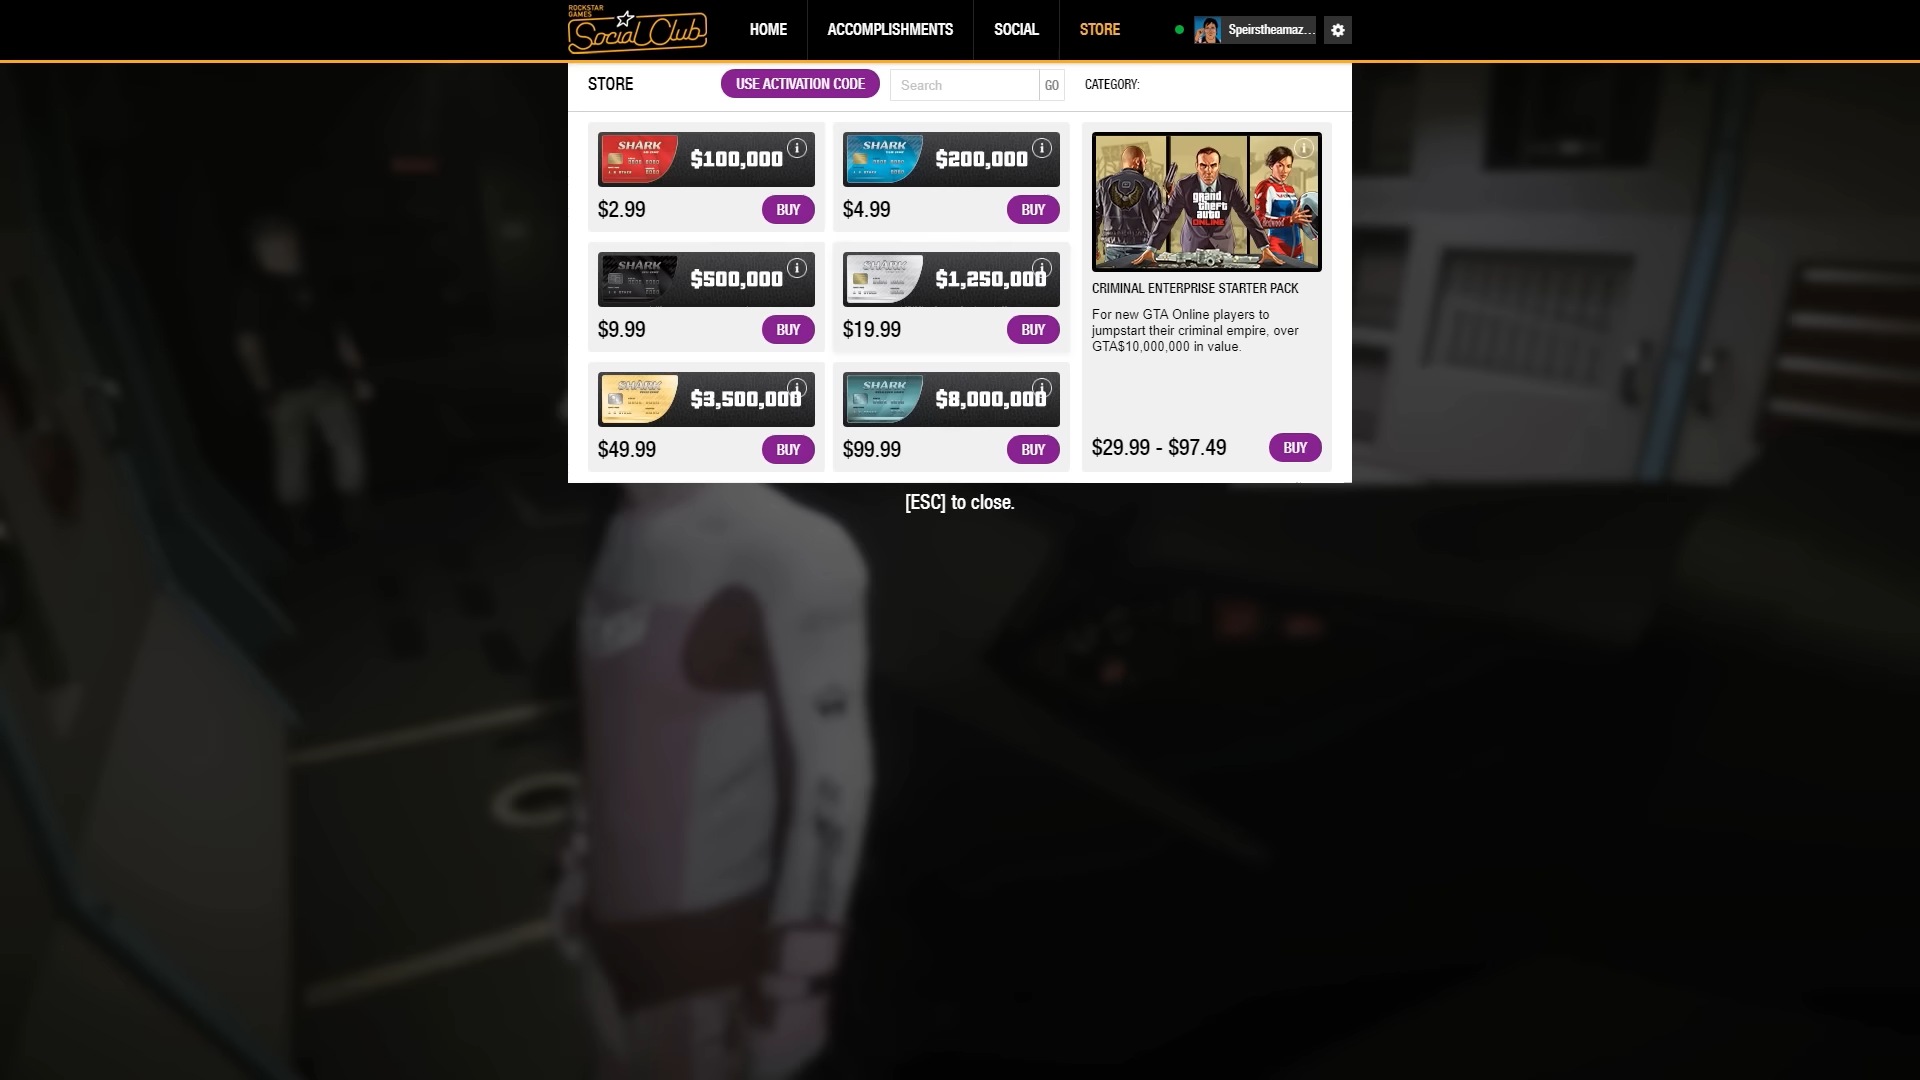 ROCKSTAR
GAMES
Social Club
HOME
ACCOMPLISHMENTS
SOCIAL
STORE
Speirstheamaz...
STORE
USE ACTIVATION CODE
Search
GO
CATEGORY:
SHARK
$100,000
$2.99
BUY
SHARK
$200,000
$4.99
BUY
SHARK
$500,000
$9.99
BUY
SHARK
$1,250,000
$19.99
BUY
SHARK
$3,500,000
$49.99
BUY
SHARK
$8,000,000
$99.99
BUY
grand
theft
auto
ONLINE
CRIMINAL ENTERPRISE STARTER PACK
For new GTA Online players to
jumpstart their criminal empire, over
GTA$10,000,000 in value.
$29.99 - $97.49
BUY
[ESC] to close.